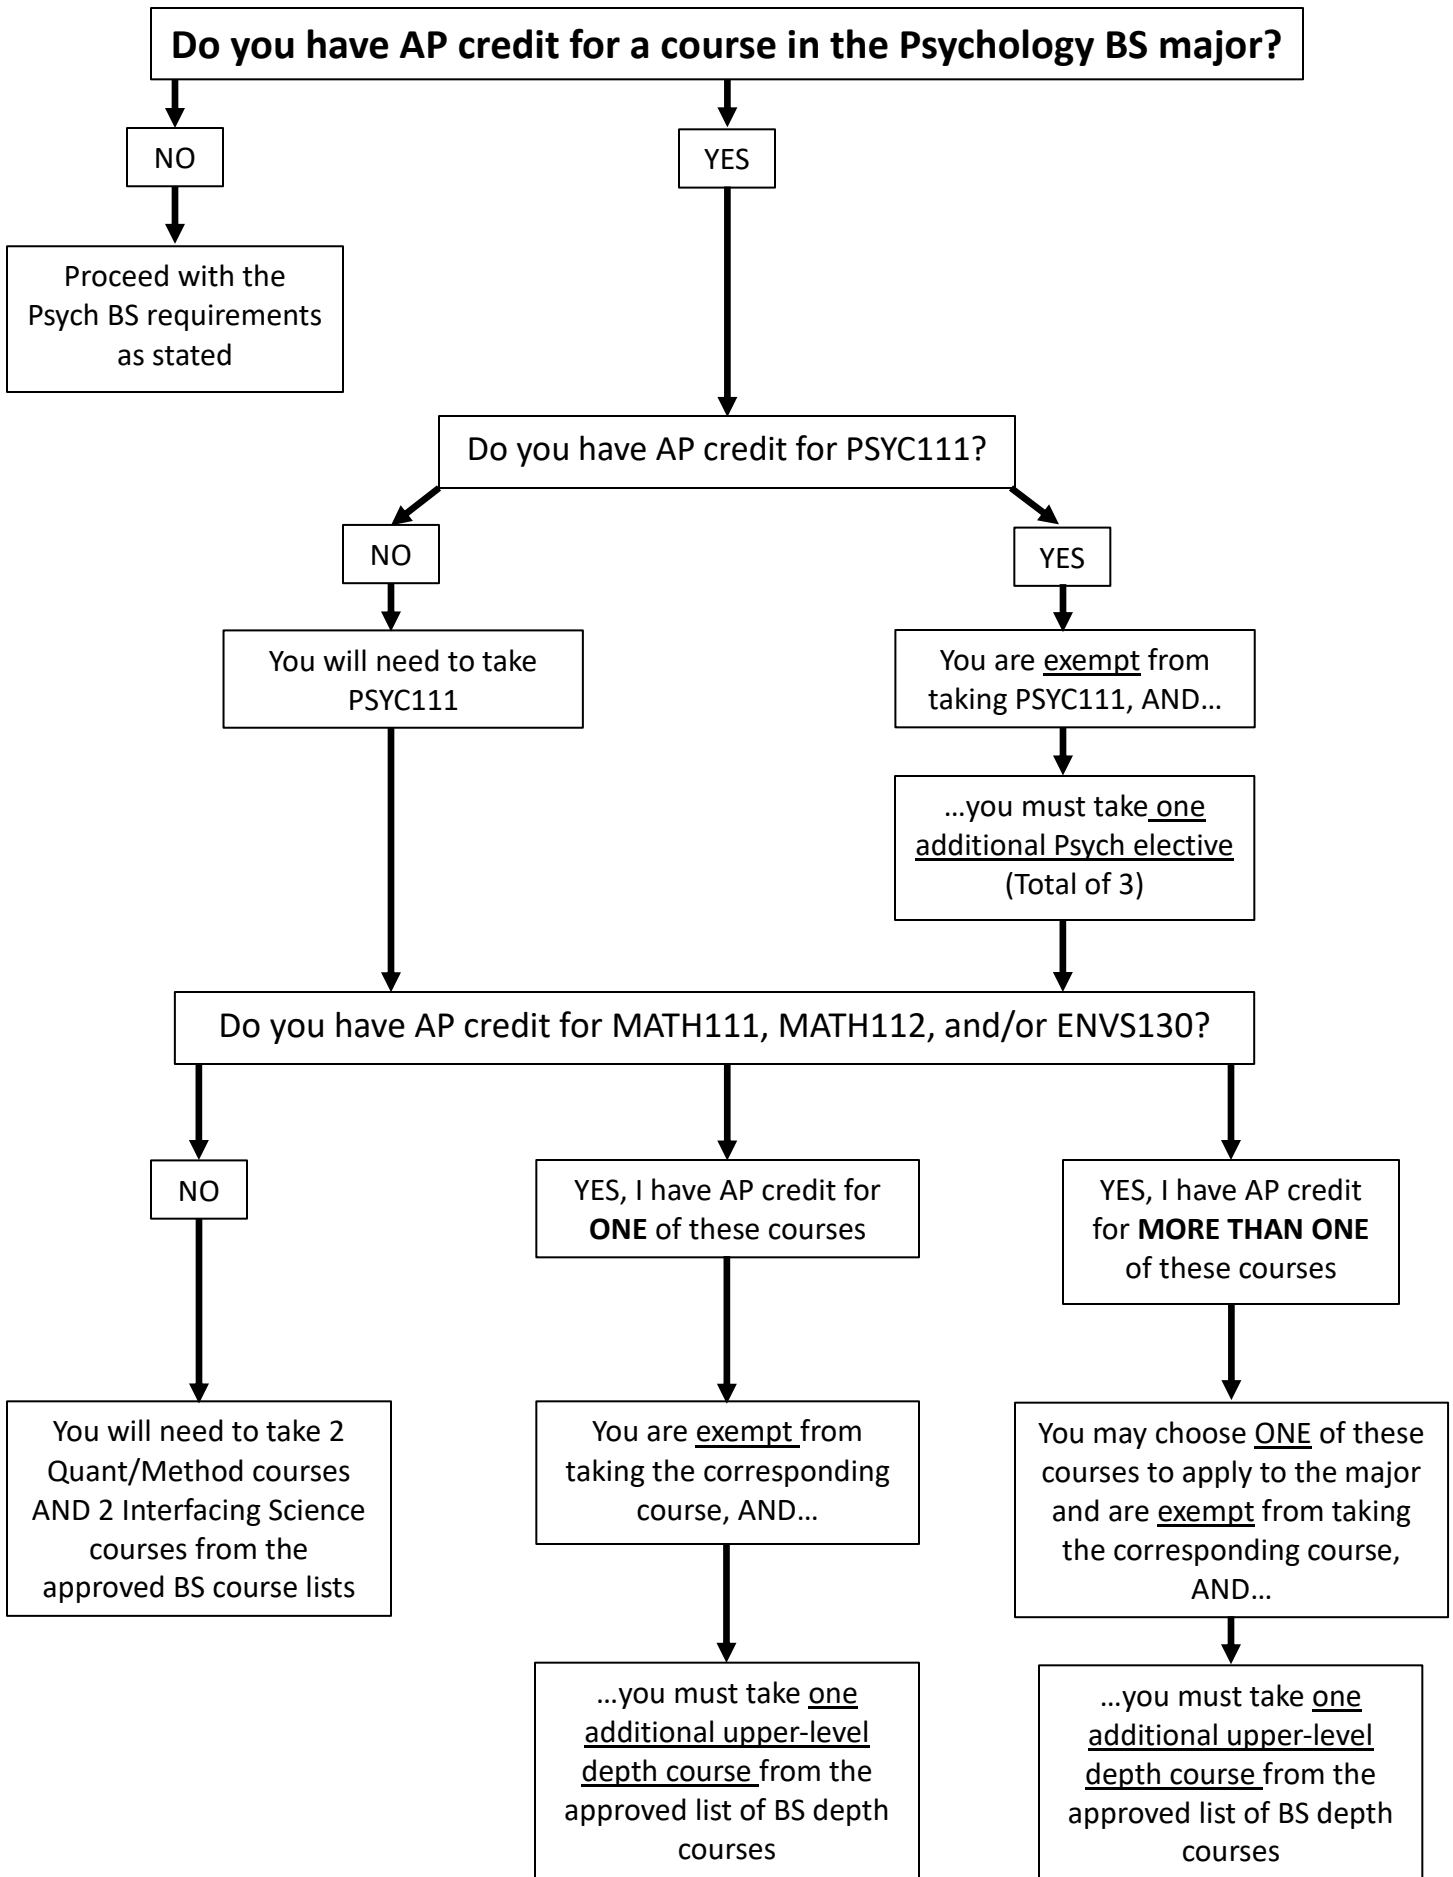 Do you have AP credit for a course in the Psychology BS major?
NO
YES
Proceed with the
Psych BS requirements
as stated
Do you have AP credit for PSYC111?
NO
YES
You will need to take
PSYC111
You are exempt from
taking PSYC111, AND…
…you must take one
additional Psych elective
(Total of 3)
Do you have AP credit for MATH111, MATH112, and/or ENVS130?
NO
YES, I have AP credit for
ONE of these courses
YES, I have AP credit
for MORE THAN ONE
of these courses
You will need to take 2
Quant/Method courses
AND 2 Interfacing Science
courses from the
approved BS course lists
You are exempt from
taking the corresponding
course, AND…
You may choose ONE of these
courses to apply to the major
and are exempt from taking
the corresponding course,
AND…
…you must take one
additional upper-level
depth course from the
approved list of BS depth
courses
…you must take one
additional upper-level
depth course from the
approved list of BS depth
courses